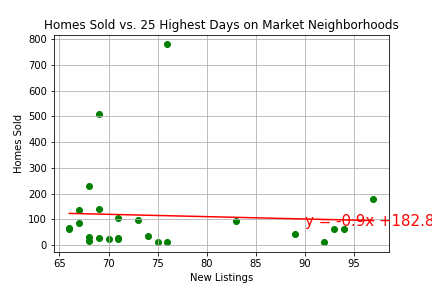 Homes Sold vs. 25 Highest Days on Market Neighborhoods
800
700
600
500
400
300
200
100
0
Homes Sold
y = -0.9x +182.8
65 70 75 80 85 90 95
New Listings